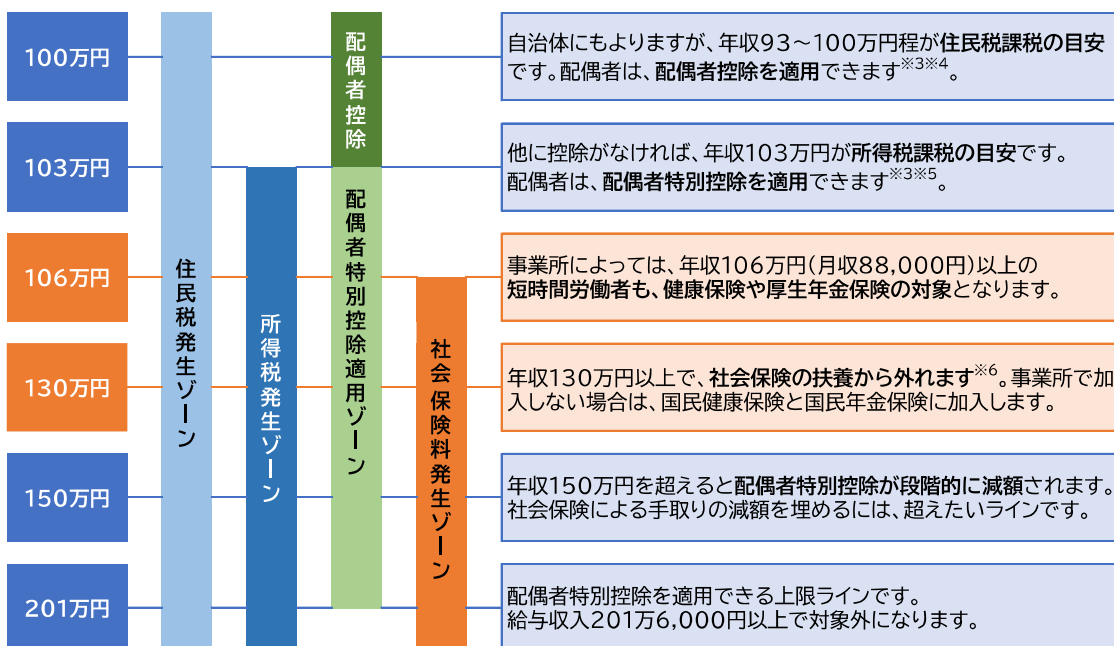 100万円
自治体にもよりますが、年収93～100万円程が住民税課税の目安
です。配偶者は、配偶者控除を適用できます※3※4。
配偶者控除
103万円
他に控除がなければ、年収103万円が所得税課税の目安です。
配偶者は、配偶者特別控除を適用できます※3※5。
106万円
事業所によっては、年収106万円(月収88,000円)以上の
短時間労働者も、健康保険や厚生年金保険の対象となります。
住民税発生ゾーン
所得税発生ゾーン
配偶者特別控除適用ゾーン
社会保険料発生ゾーン
130万円
年収130万円以上で、社会保険の扶養から外れます※6。事業所で加
入しない場合は、国民健康保険と国民年金保険に加入します。
150万円
年収150万円を超えると配偶者特別控除が段階的に減額されます。
社会保険による手取りの減額を埋めるには、超えたいラインです。
201万円
配偶者特別控除を適用できる上限ラインです。
給与収入201万6,000円以上で対象外になります。